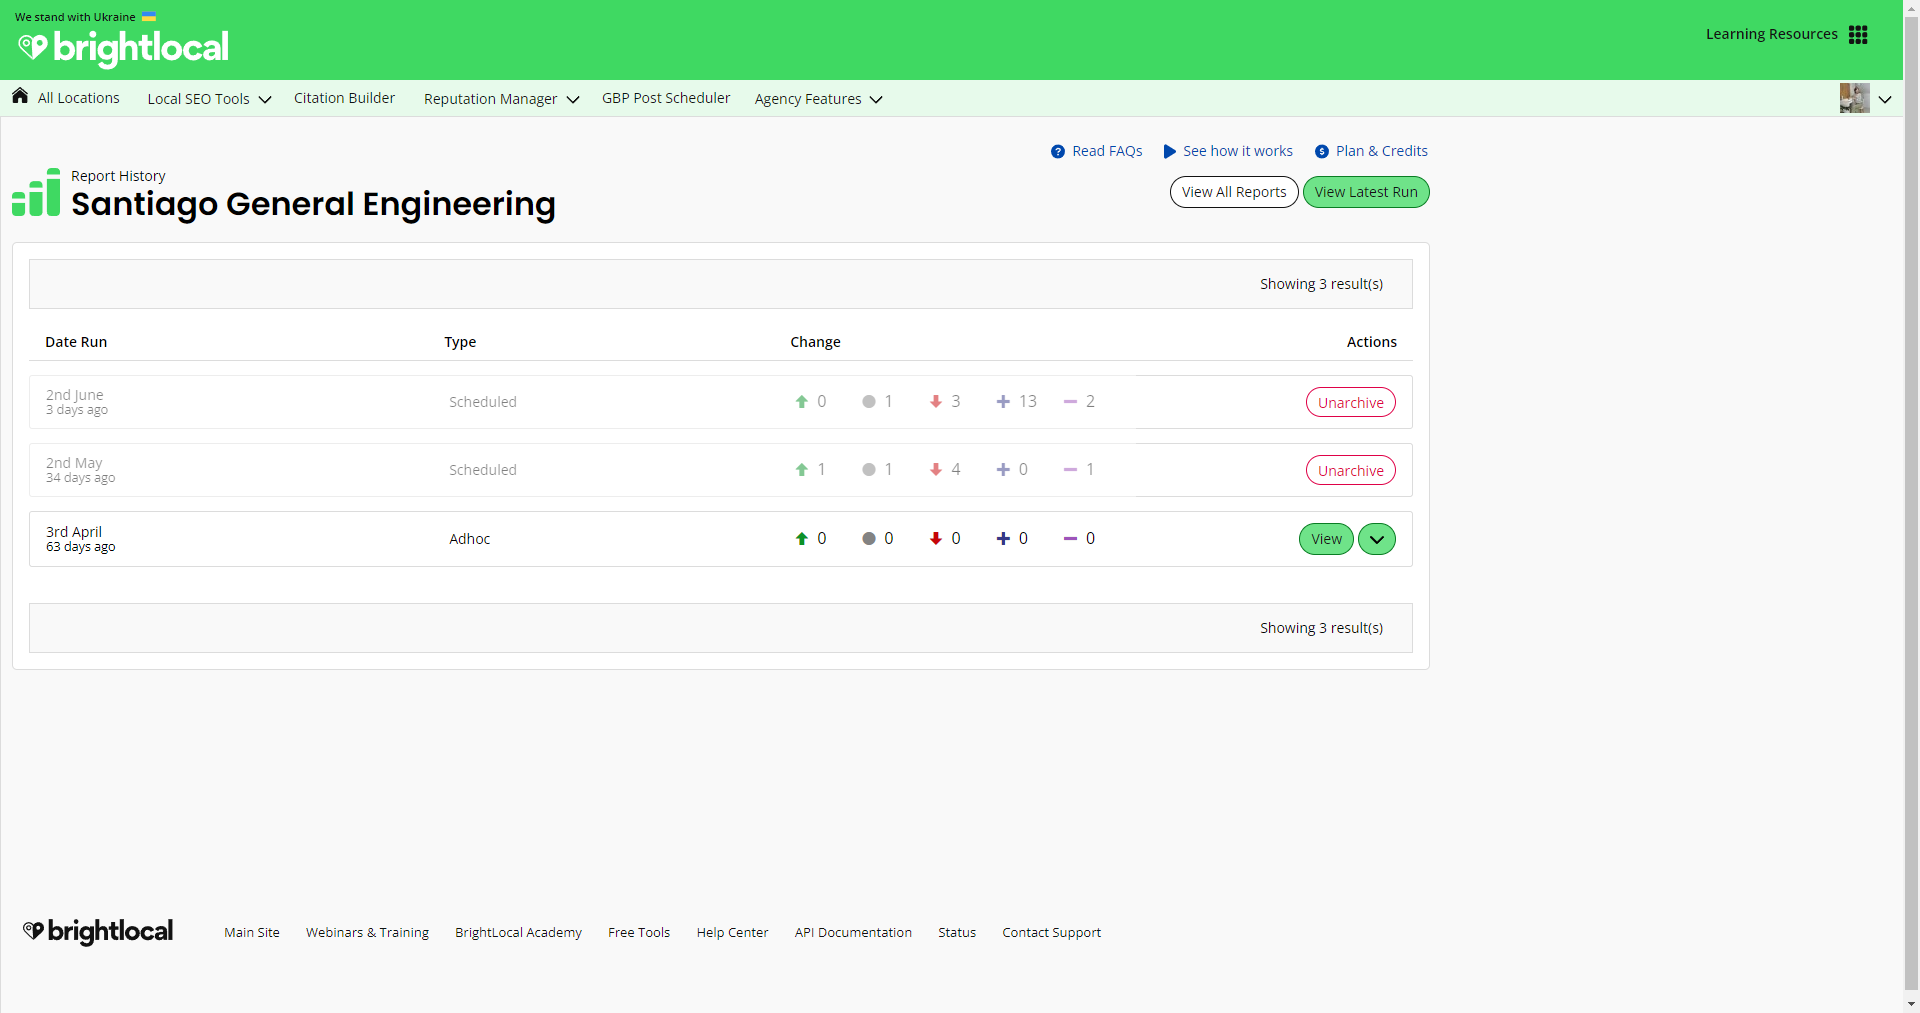 We stand with Ukraine
brightlocal
Learning Resources
All Locations
Local SEO Tools
Citation Builder
Reputation Manager
GBP Post Scheduler
Agency Features
Read FAQs
See how it works
Plan & Credits
Report History
Santiago General Engineering
View All Reports
View Latest Run
Showing 3 result(s)
Date Run Type Change Actions
2nd June
3 days ago
Scheduled 0 1 3 13 2 Unarchive
2nd May
34 days ago
Scheduled 1 1 4 0 1 Unarchive
3rd April
63 days ago
Adhoc 0 0 0 0 0 View
Showing 3 result(s)
brightlocal
Main Site Webinars & Training BrightLocal Academy Free Tools Help Center API Documentation Status Contact Support